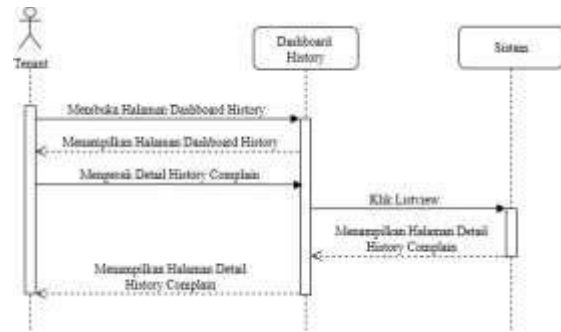 Tenant
Dashboard
History
Sistem
Membuka Halaman Dashboard History
Menampilkan Halaman Dashboard History
Mengecek Detail History Complain
Klik Listview
Menampilkan Halaman Detail
History Complain
Menampilkan Halaman Detail
History Complain